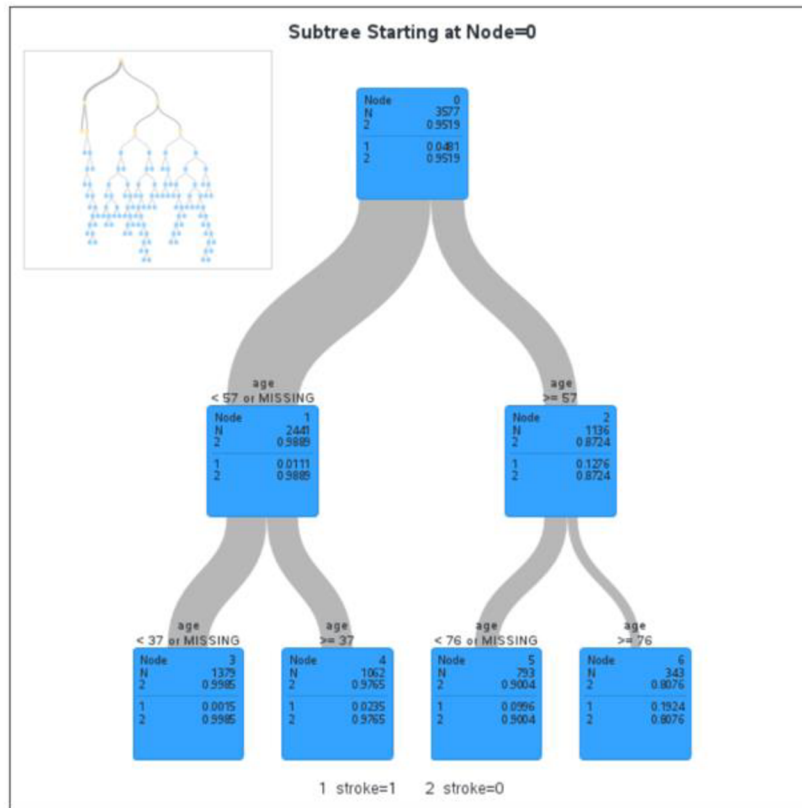 Subtree Starting at Node=0
Node 0
N 3577
2 0.9519
1 0.0481
2 0.9519
age
< 57 or MISSING
age
>= 57
Node 1
N 2441
2 0.9889
1 0.0111
2 0.9889
Node 2
N 1136
2 0.8724
1 0.1276
2 0.8724
age
< 37 or MISSING
age
>= 37
age
< 76 or MISSING
age
>= 76
Node 3
N 1379
2 0.9985
1 0.0015
2 0.9985
Node 4
N 1062
2 0.9765
1 0.0235
2 0.9765
Node 5
N 793
2 0.9004
1 0.0996
2 0.9004
Node 6
N 343
2 0.8076
1 0.1924
2 0.8076
1 stroke=1 2 stroke=0